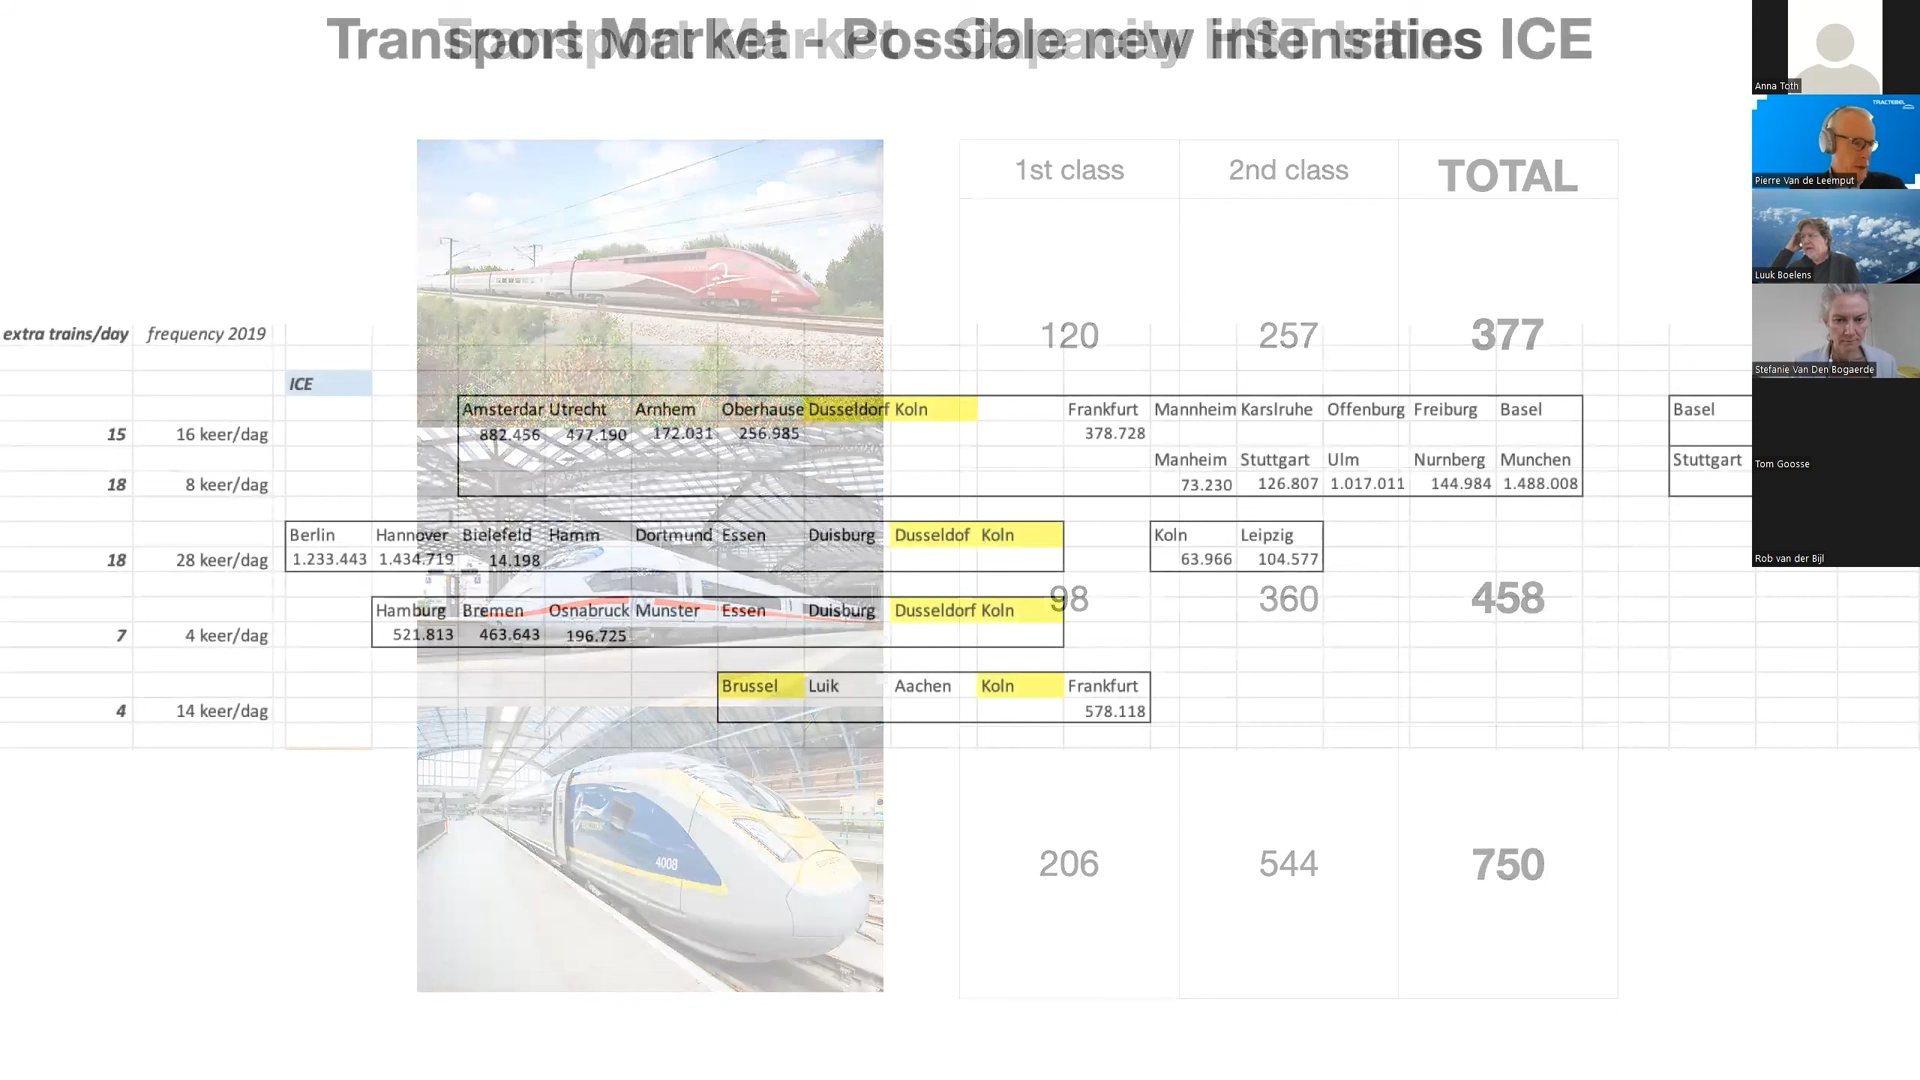 Transport Market - Possible new intensities ICE
Transport Market - Capacity HST trains
1st class 2nd class TOTAL
120 257 377
extra trains/day frequency 2019
ICE
Amsterdar Utrecht Arnhem Oberhause Dusseldorf Koln Frankfurt Mannheim Karslruhe Offenburg Freiburg Basel Basel
15 16 keer/dag 882.456 477.190 172.031 256.985 378.728
Manheim Stuttgart Ulm Nurnberg Munchen Stuttgart
18 8 keer/dag 73.230 126.807 1.017.011 144.984 1.488.008
Berlin Hannover Bielefeld Hamm Dortmund Essen Duisburg Dusseldof Koln Koln Leipzig
18 28 keer/dag 1.233.443 1.434.719 14.198 63.966 104.577
98 360 458
Hamburg Bremen Osnabruck Munster Essen Duisburg Dusseldorf Koln
7 4 keer/dag 521.813 463.643 196.725
Brussel Luik Aachen Koln Frankfurt
4 14 keer/dag 578.118
4008
206 544 750
Anna Toth
TRACTEBEL
Pierre Van de Leemput
Luuk Boelens
Stefanie Van Den Bogaerde
Tom Goosse
Rob van der Bijl